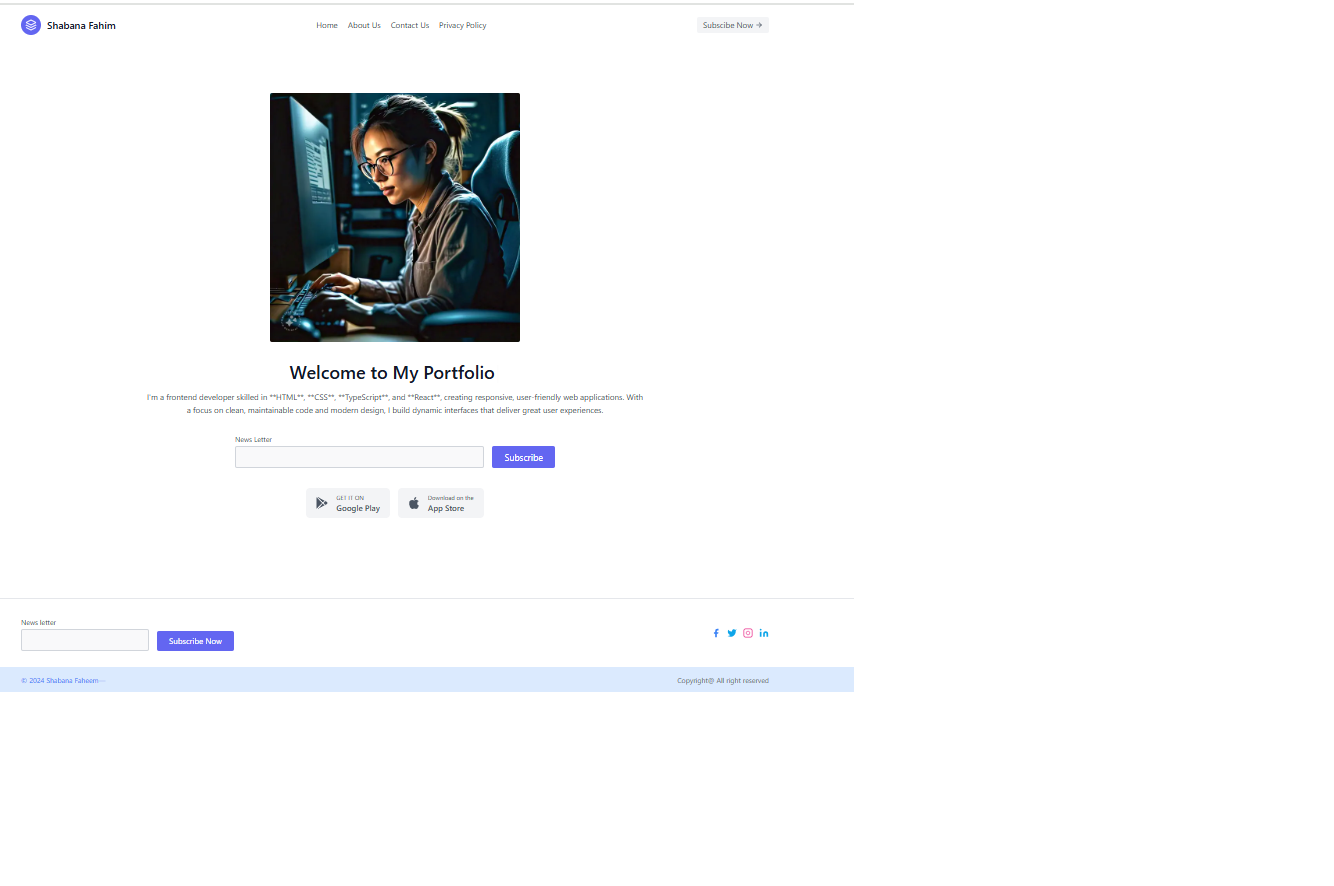 Shabana Fahim
Home About Us Contact Us Privacy Policy
Subscibe Now →
Welcome to My Portfolio
I'm a frontend developer skilled in **HTML**, **CSS**, **TypeScript**, and **React**, creating responsive, user-friendly web applications. With
a focus on clean, maintainable code and modern design, I build dynamic interfaces that deliver great user experiences.
News Letter
Subscribe
GET IT ON
Google Play
Download on the
App Store
News letter
Subscribe Now
© 2024 Shabana Faheem—
Copyright@ All right reserved